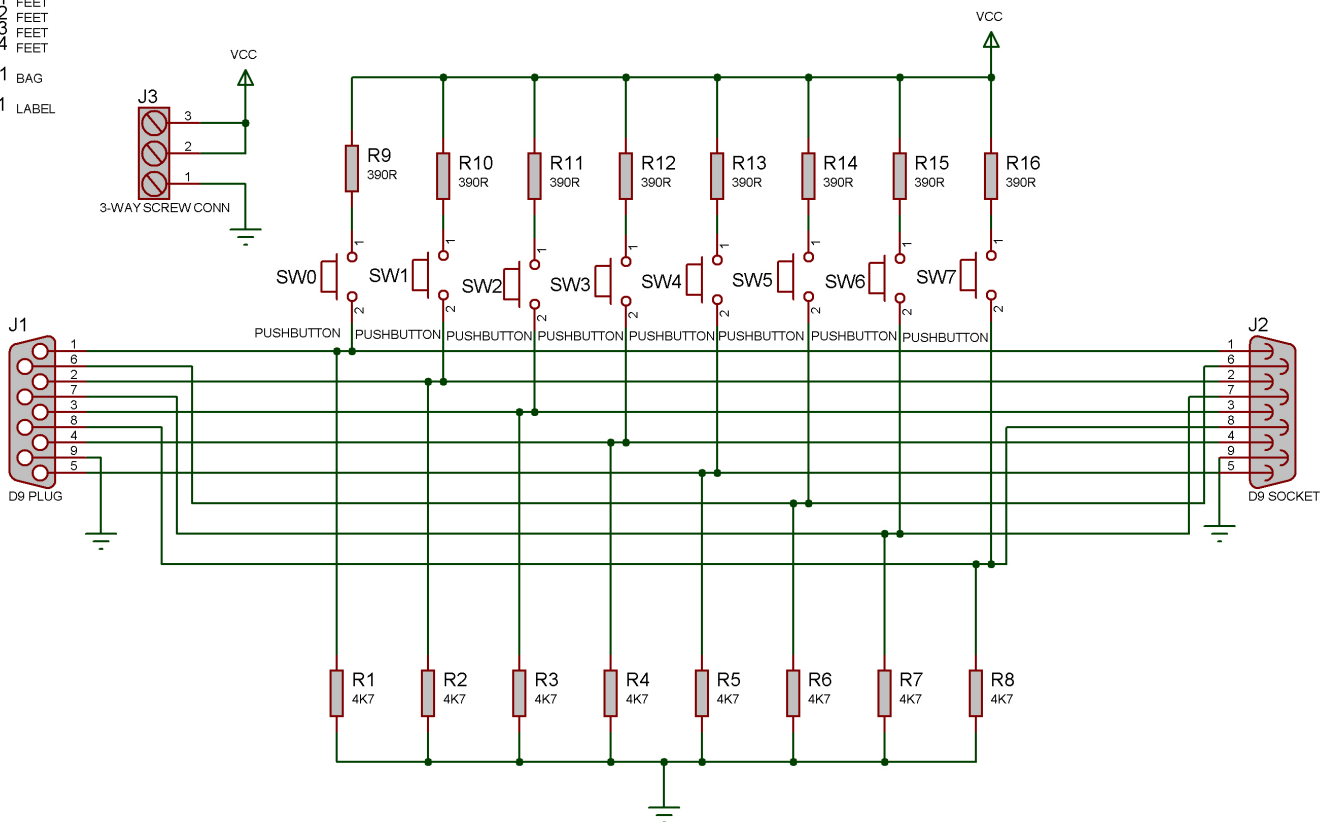 1 FEET
2 FEET
3 FEET
4 FEET
1 BAG
1 LABEL
VCC
VCC
J3
3
2
1
3-WAY SCREW CONN
R9 R10 R11 R12 R13 R14 R15 R16
390R 390R 390R 390R 390R 390R 390R 390R
1 1 1 1 1 1 1 1
SW0 SW1 SW2 SW3 SW4 SW5 SW6 SW7
2 2 2 2 2 2 2 2
PUSHBUTTON PUSHBUTTON PUSHBUTTON PUSHBUTTON PUSHBUTTON PUSHBUTTON PUSHBUTTON PUSHBUTTON
J1
1
6
2
7
3
8
4
9
5
D9 PLUG
J2
1
6
2
7
3
8
4
9
5
D9 SOCKET
R1 R2 R3 R4 R5 R6 R7 R8
4K7 4K7 4K7 4K7 4K7 4K7 4K7 4K7